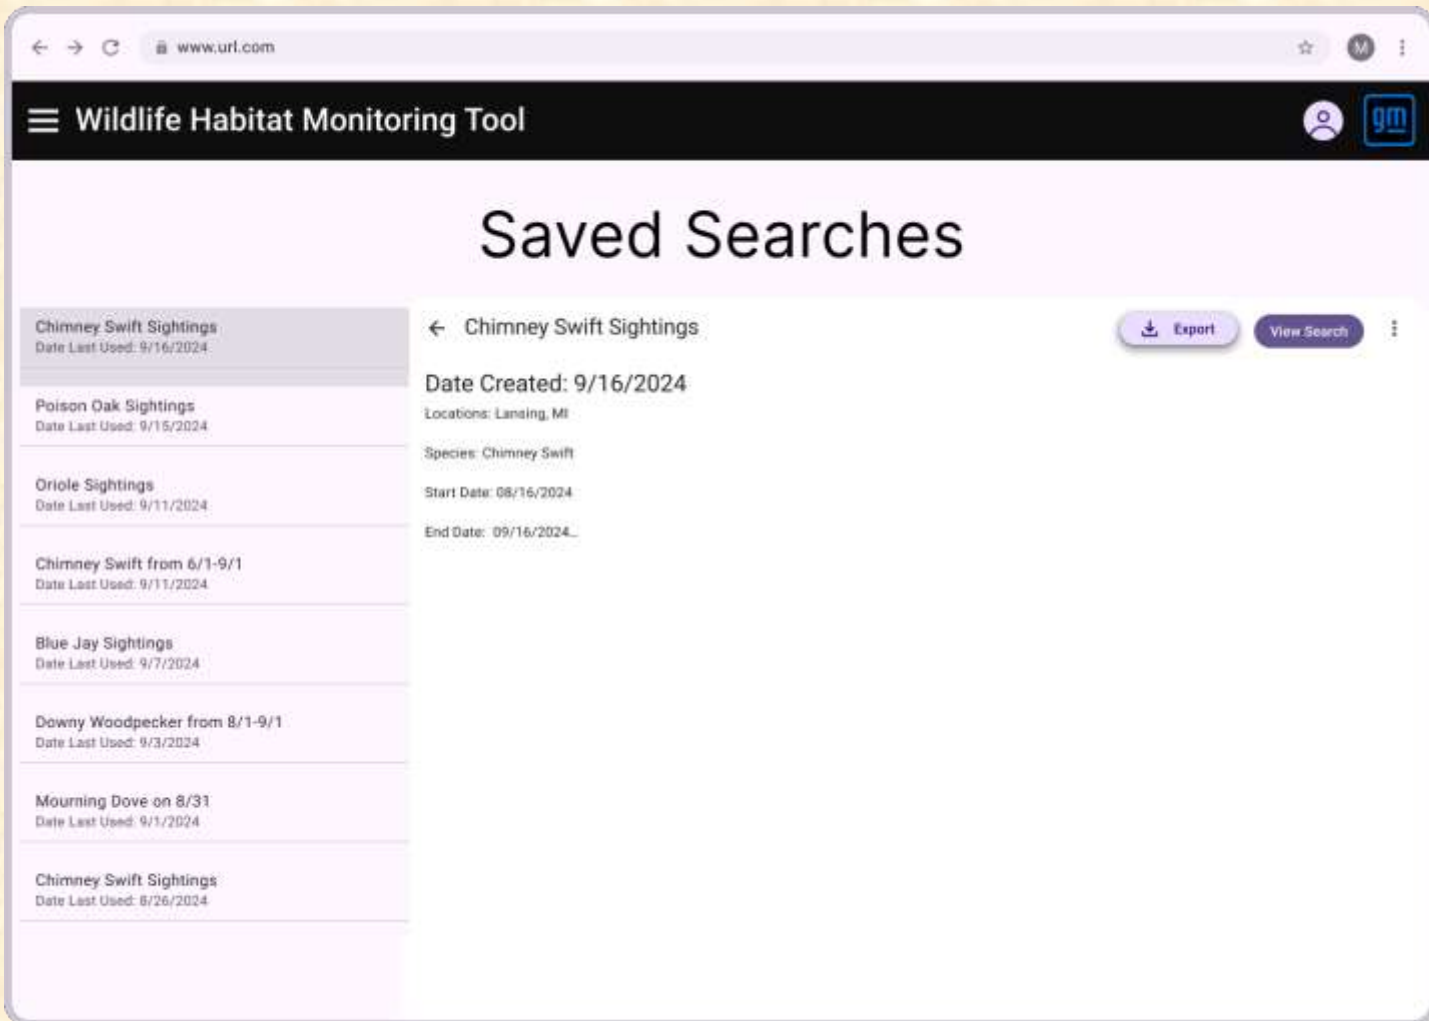 www.url.com
M
Wildlife Habitat Monitoring Tool
gm
Saved Searches
Chimney Swift Sightings
Date Last Used: 9/16/2024
Poison Oak Sightings
Date Last Used: 9/15/2024
Oriole Sightings
Date Last Used: 9/11/2024
Chimney Swift from 6/1-9/1
Date Last Used: 9/11/2024
Blue Jay Sightings
Date Last Used: 9/7/2024
Downy Woodpecker from 8/1-9/1
Date Last Used: 9/3/2024
Mourning Dove on 8/31
Date Last Used: 9/1/2024
Chimney Swift Sightings
Date Last Used: 8/26/2024
Chimney Swift Sightings
Export
View Search
Date Created: 9/16/2024
Locations: Lansing, MI
Species: Chimney Swift
Start Date: 08/16/2024
End Date: 09/16/2024...